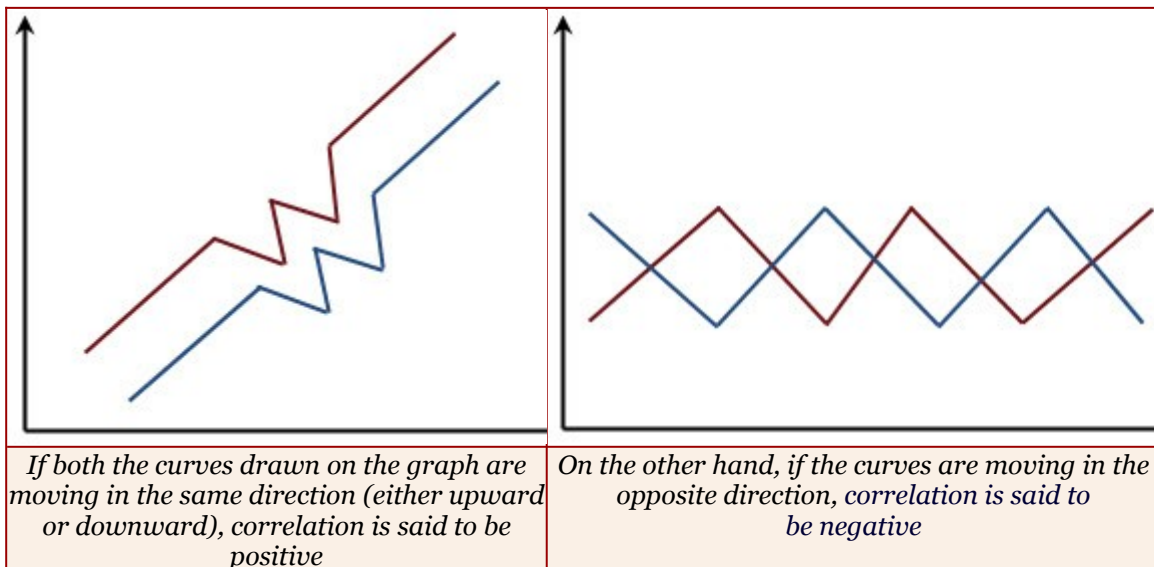 If both the curves drawn on the graph are
moving in the same direction (either upward
or downward), correlation is said to be
positive
On the other hand, if the curves are moving in the
opposite direction, correlation is said to
be negative